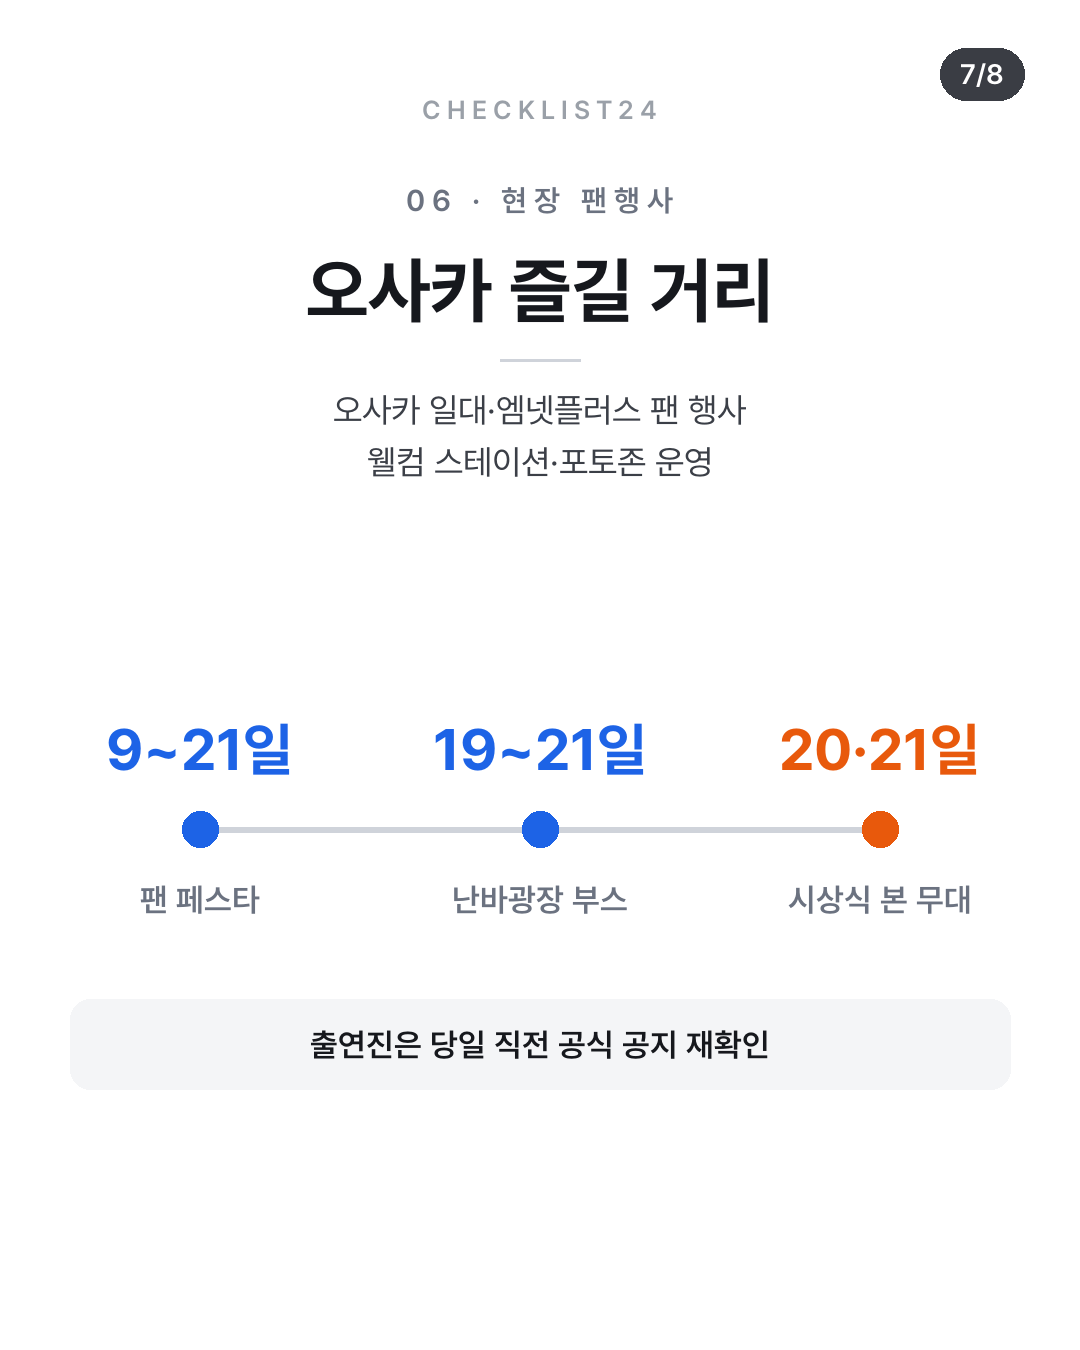 7/8
CHECKLIST24
06 · 현장 팬행사
오사카 즐길 거리
오사카 일대·엠넷플러스 팬 행사
웰컴 스테이션·포토존 운영
9~21일 19~21일 20·21일
팬 페스타 난바광장 부스 시상식 본 무대
출연진은 당일 직전 공식 공지 재확인